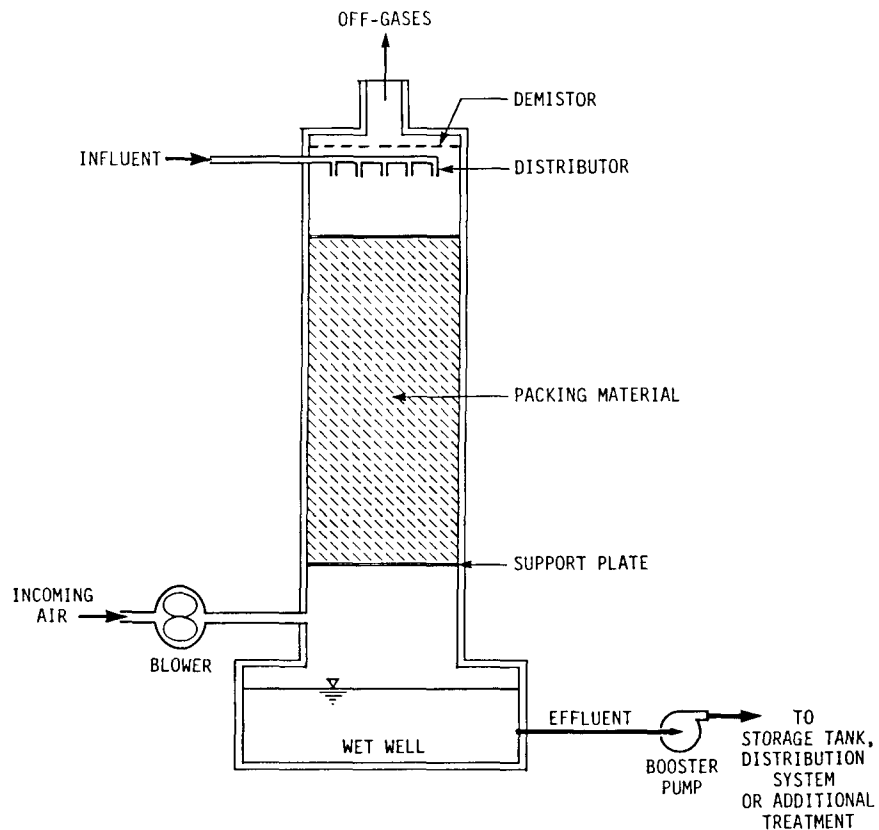 OFF-GASES
DEMISTOR
INFLUENT
DISTRIBUTOR
PACKING MATERIAL
SUPPORT PLATE
INCOMING
AIR
BLOWER
EFFLUENT
WET WELL
BOOSTER
PUMP
TO
STORAGE TANK,
DISTRIBUTION
SYSTEM
OR ADDITIONAL
TREATMENT